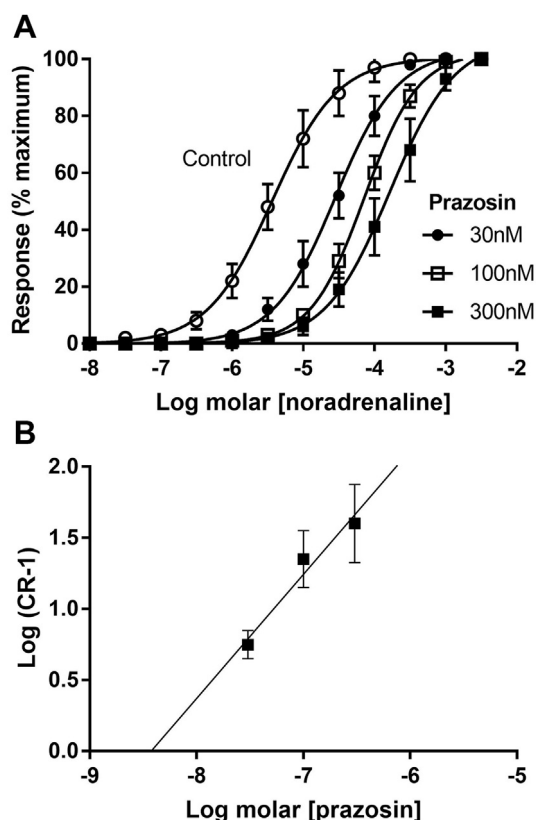 A
Response (% maximum)
100
80
60
40
20
0
Control
Prazosin
30nM
100nM
300nM
-8 -7 -6 -5 -4 -3 -2
Log molar [noradrenaline]
B
Log (CR-1)
2.0
1.5
1.0
0.5
0.0
-9 -8 -7 -6 -5
Log molar [prazosin]